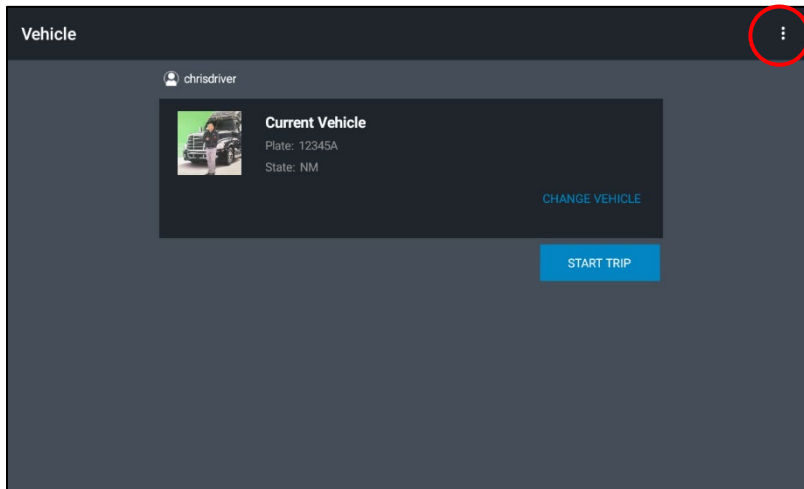 Vehicle
chrisdriver
Current Vehicle
Plate: 12345A
State: NM
CHANGE VEHICLE
START TRIP